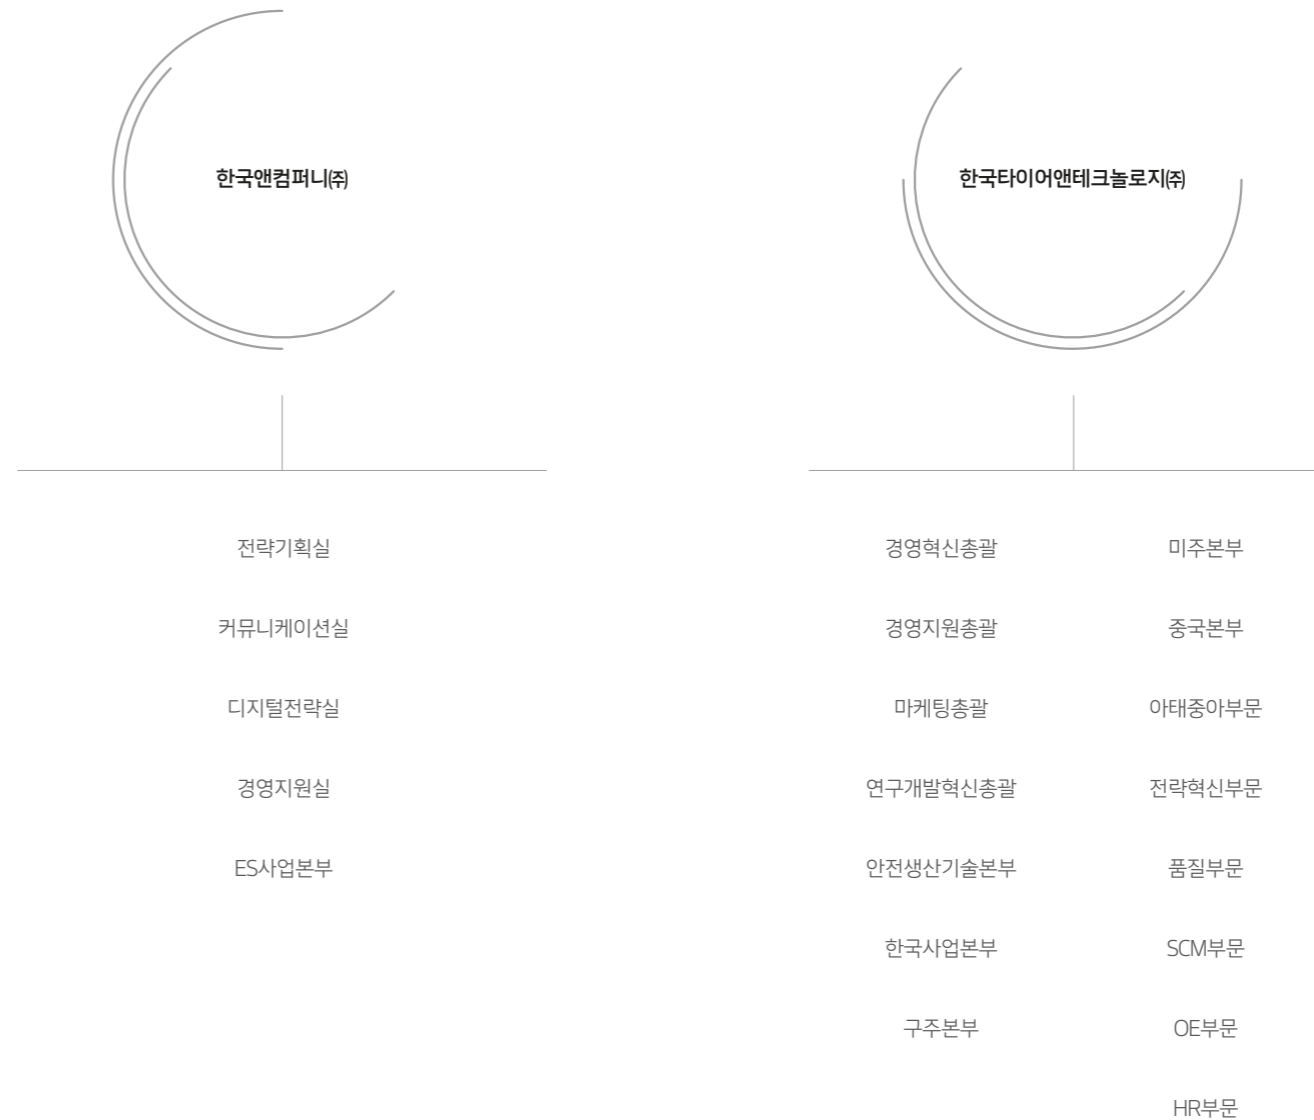 한국앤컴퍼니㈜
전략기획실
커뮤니케이션실
디지털전략실
경영지원실
ES사업본부
한국타이어앤테크놀로지㈜
경영혁신총괄
경영지원총괄
마케팅총괄
연구개발혁신총괄
안전생산기술본부
한국사업본부
구주본부
미주본부
중국본부
아태중아부문
전략혁신부문
품질부문
SCM부문
OE부문
HR부문